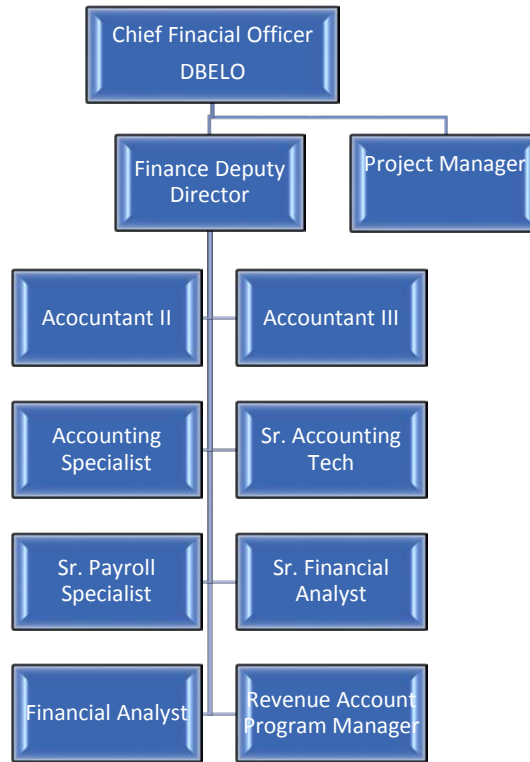 Chief Finacial Officer
DBELO
Finance Deputy
Director
Project Manager
Acocuntant II
Accountant III
Accounting
Specialist
Sr. Accounting
Tech
Sr. Payroll
Specialist
Sr. Financial
Analyst
Financial Analyst
Revenue Account
Program Manager